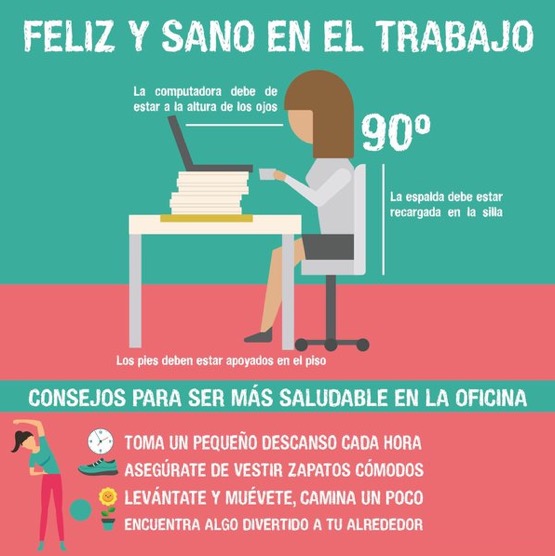 FELIZ Y SANO EN EL TRABAJO
La computadora debe de
estar a la altura de los ojos
90º
La espalda debe estar
recargada en la silla
Los pies deben estar apoyados en el piso
CONSEJOS PARA SER MÁS SALUDABLE EN LA OFICINA
TOMA UN PEQUEÑO DESCANSO CADA HORA
ASEGÚRATE DE VESTIR ZAPATOS CÓMODOS
LEVÁNTATE Y MUÉVETE, CAMINA UN POCO
ENCUENTRA ALGO DIVERTIDO A TU ALREDEDOR